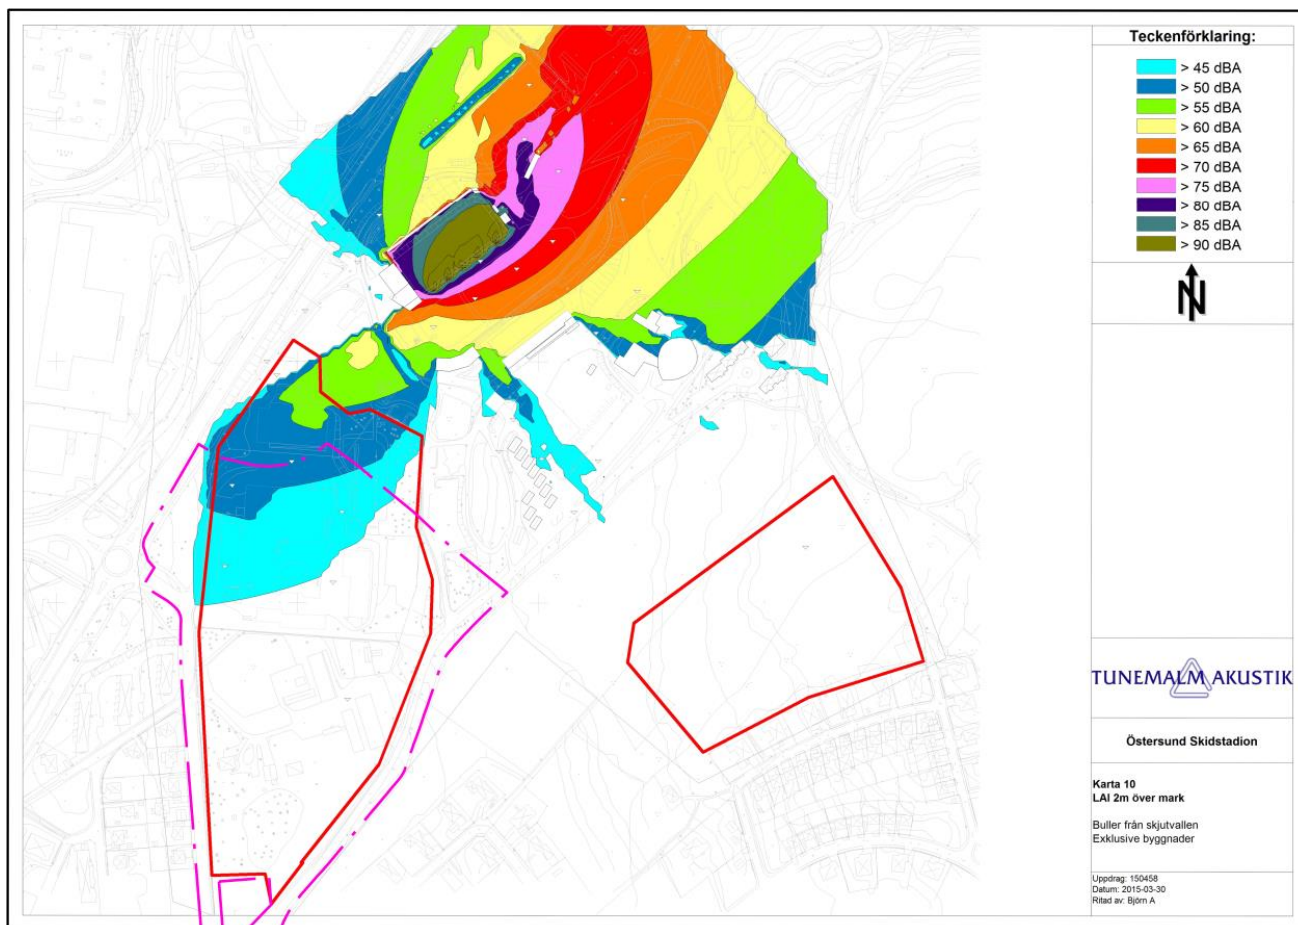 Teckenförklaring:
> 45 dBA
> 50 dBA
> 55 dBA
> 60 dBA
> 65 dBA
> 70 dBA
> 75 dBA
> 80 dBA
> 85 dBA
> 90 dBA
N
TUNEMALM AKUSTIK
Östersund Skidstadion
Karta 10
LAI 2m över mark
Buller från skjutvallen
Exklusive byggnader
Uppdrag: 150458
Datum: 2015-03-30
Ritad av: Björn A